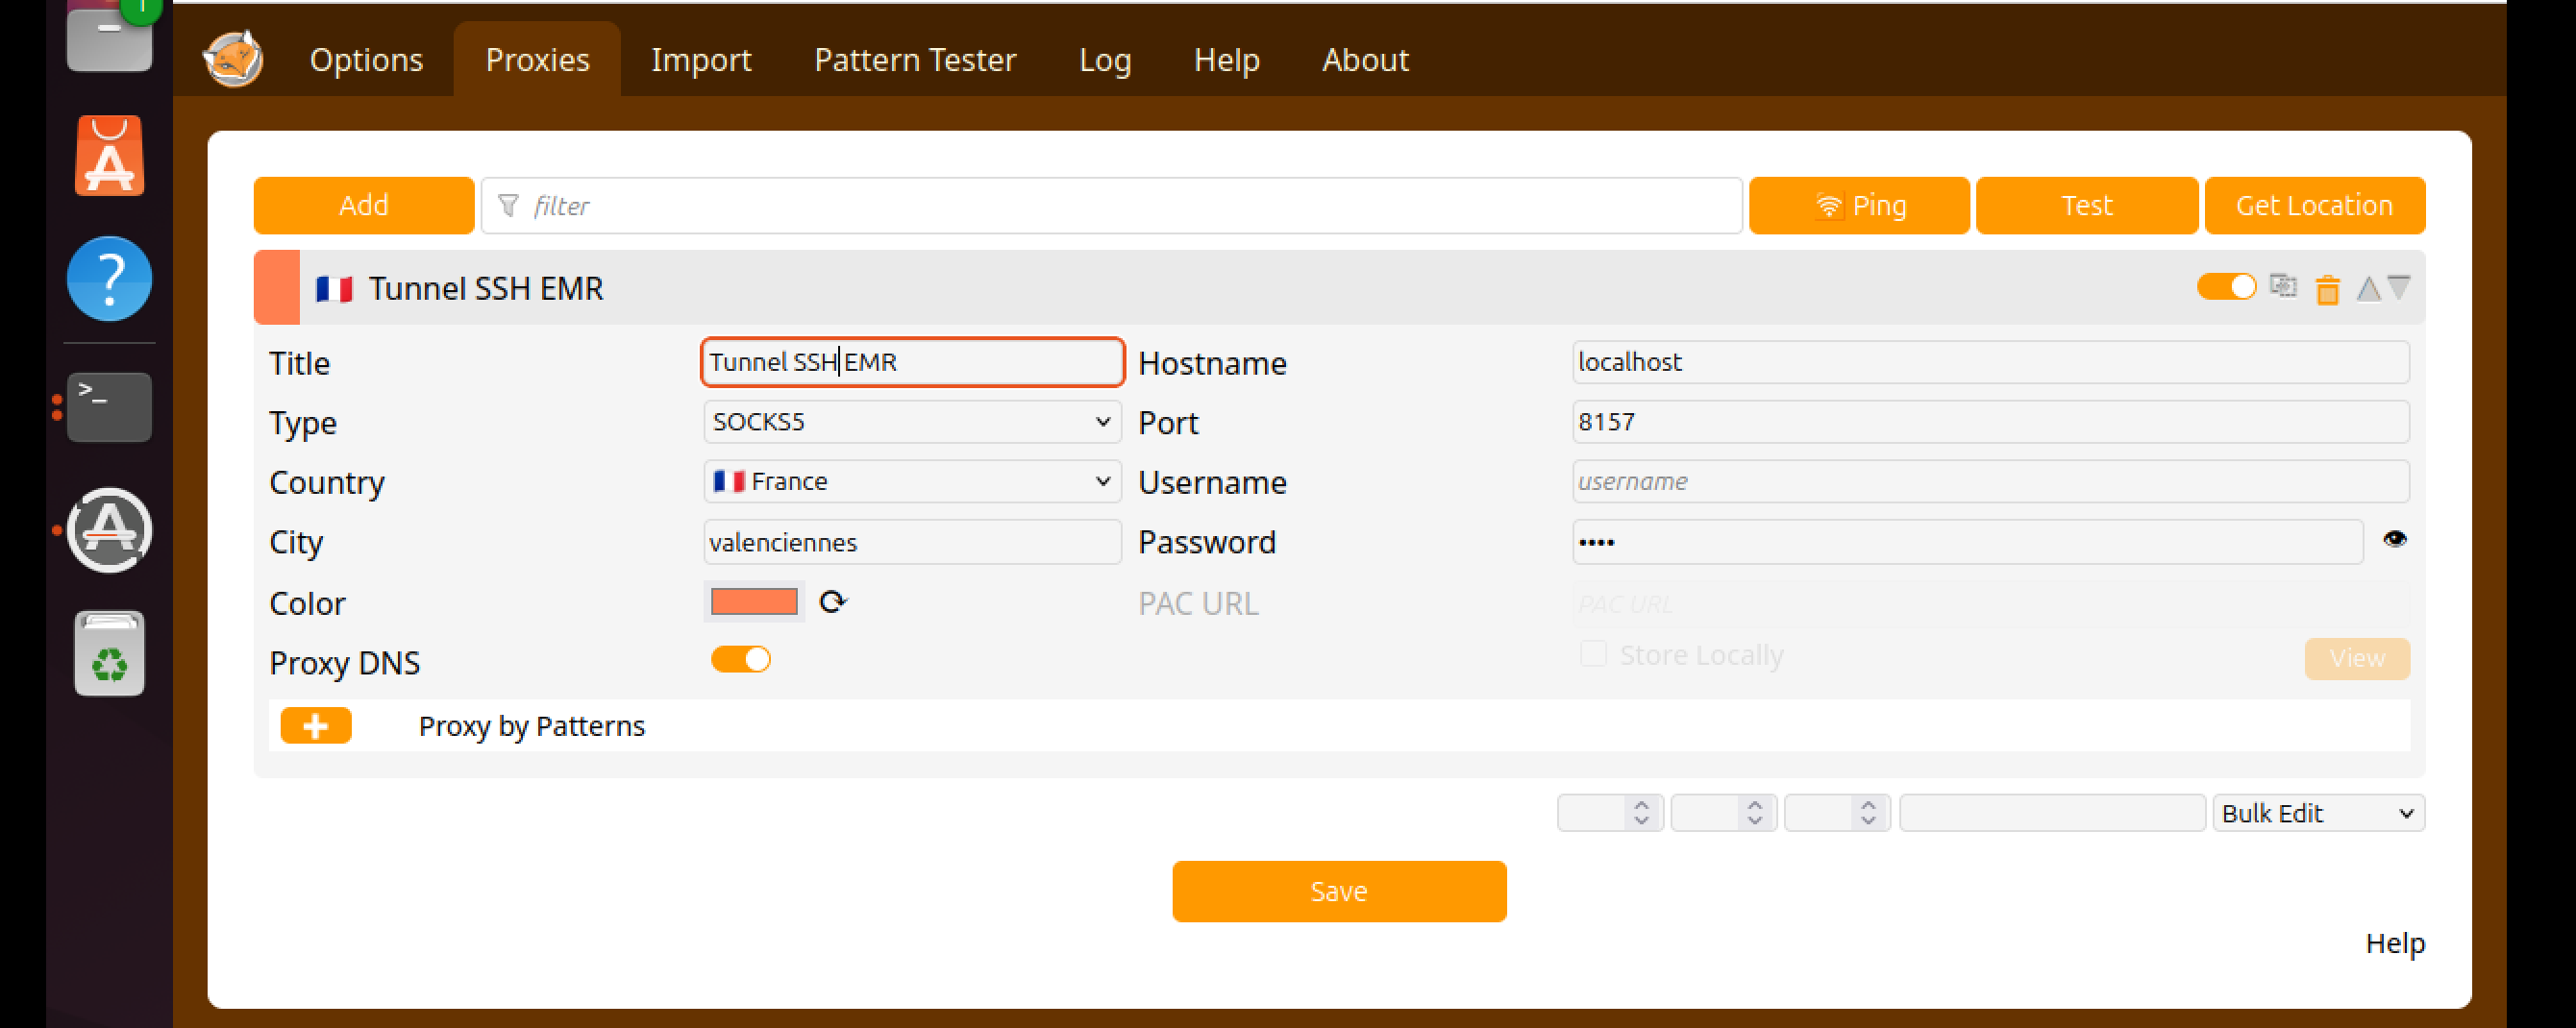 Options Proxies Import Pattern Tester Log Help About
Add filter Ping Test Get Location
Tunnel SSH EMR
Title Tunnel SSH EMR Hostname localhost
Type SOCKS5 Port 8157
Country France Username username
City valenciennes Password ••••
Color PAC URL PAC URL
Proxy DNS Store Locally View
Proxy by Patterns
Bulk Edit
Save
Help